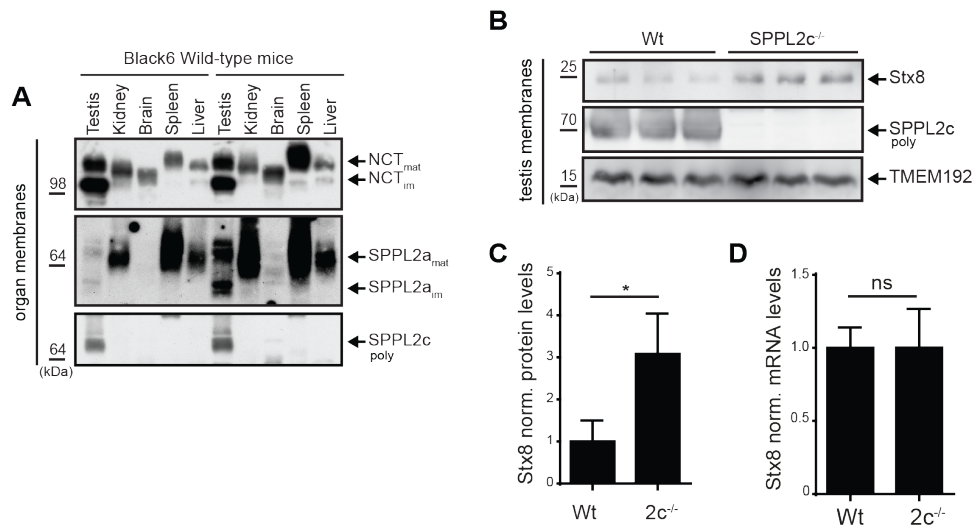 A
Black6 Wild-type mice
Testis Kidney Brain Spleen Liver Testis Kidney Brain Spleen Liver
organ membranes
98
NCTmat
NCTim
64
SPPL2amat
SPPL2aim
64
(kDa)
SPPL2c
poly
B
Wt SPPL2c-/-
testis membranes
25
Stx8
70
SPPL2c
poly
15
(kDa)
TMEM192
C
Stx8 norm. protein levels
5
4
3
2
1
0
*
Wt 2c-/-
D
Stx8 norm. mRNA levels
1.5
1.0
0.5
0
ns
Wt 2c-/-